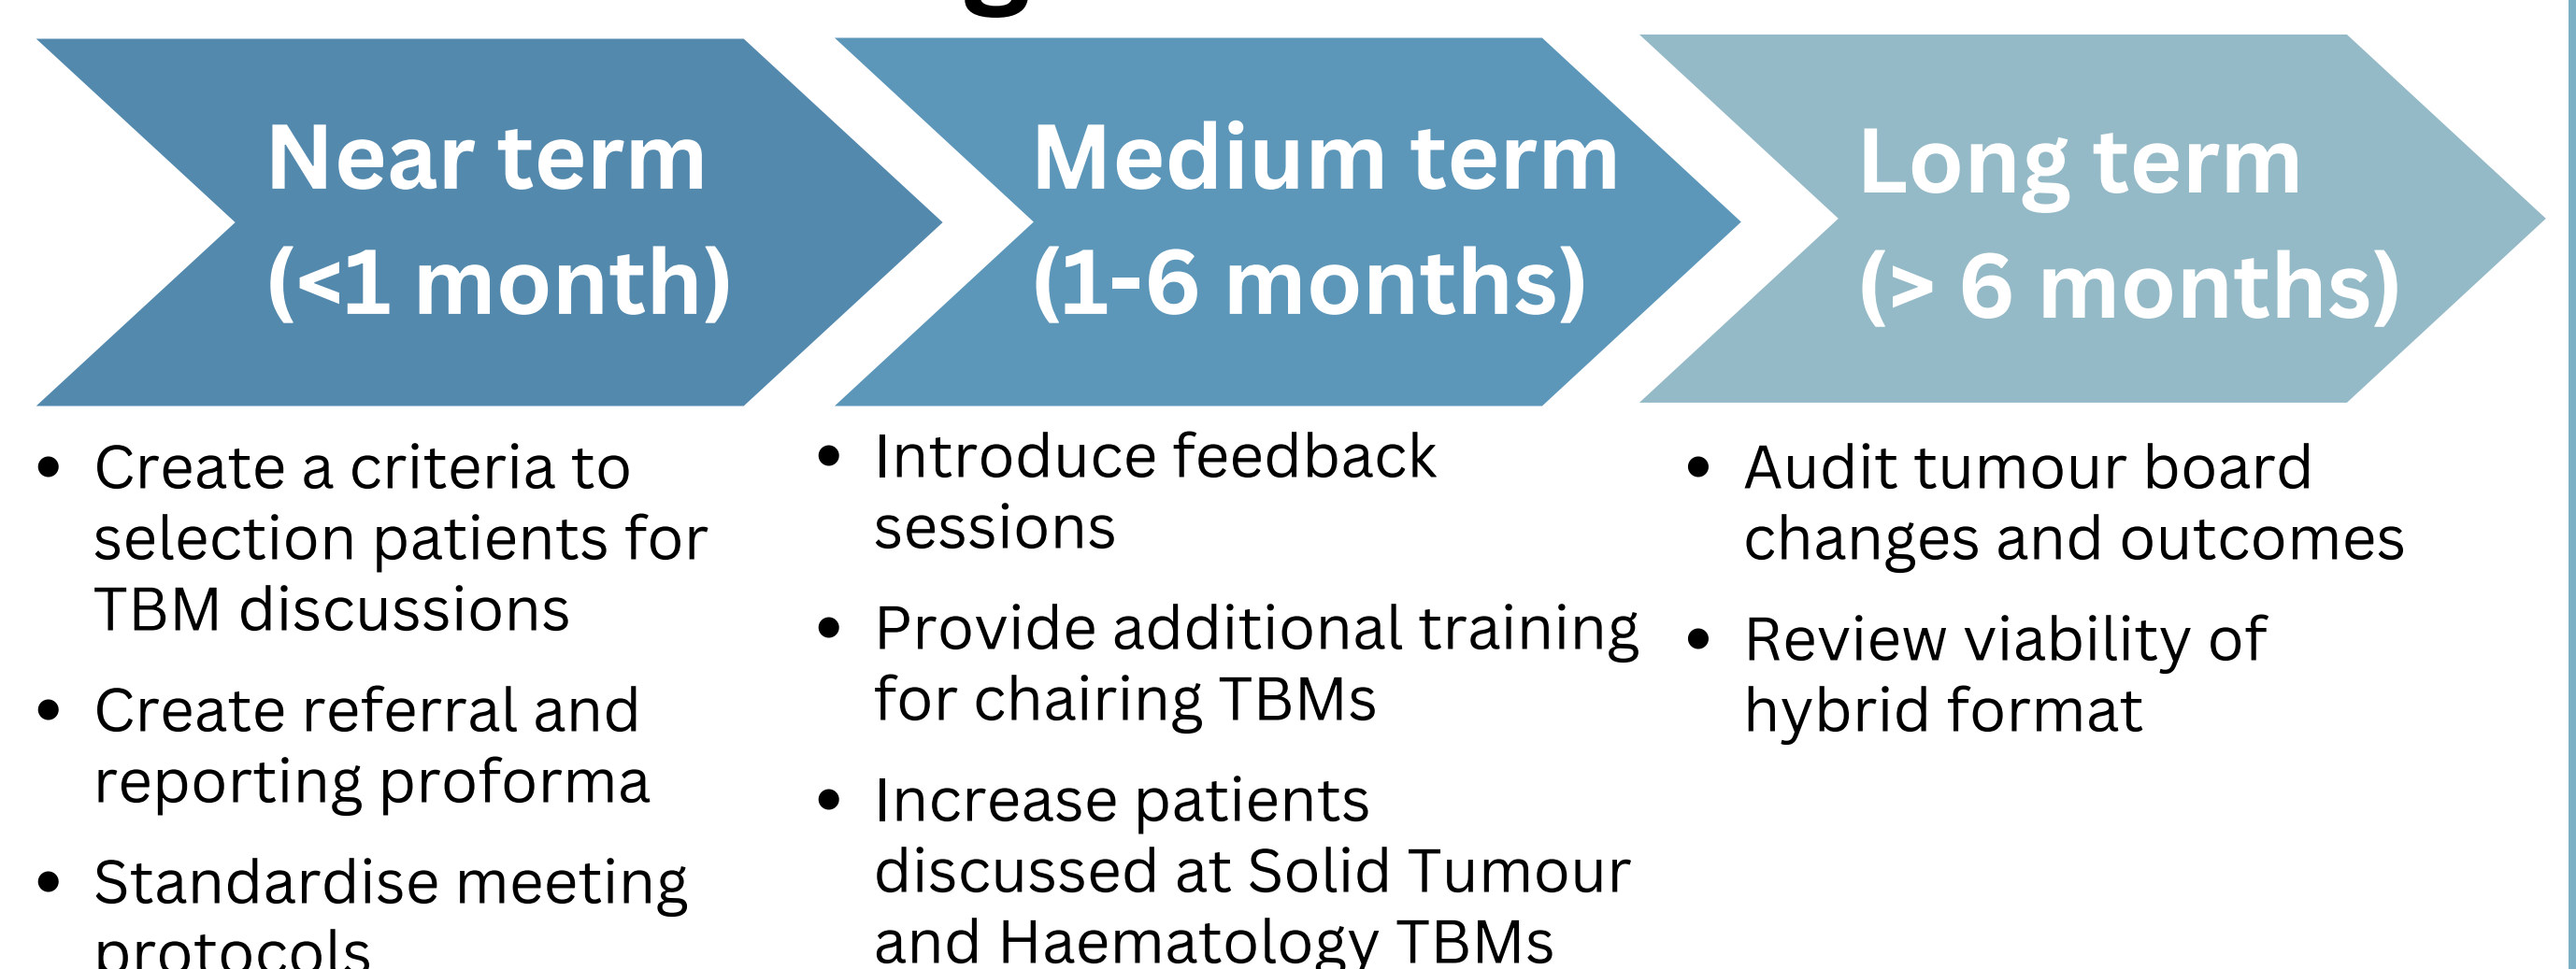 Near term
(<1 month)
Medium term
(1-6 months)
Long term
(> 6 months)
• Create a criteria to
selection patients for
TBM discussions
• Create referral and
reporting proforma
• Standardise meeting
protocols
• Introduce feedback
sessions
• Provide additional training
for chairing TBMs
• Increase patients
discussed at Solid Tumour
and Haematology TBMs
• Audit tumour board
changes and outcomes
• Review viability of
hybrid format